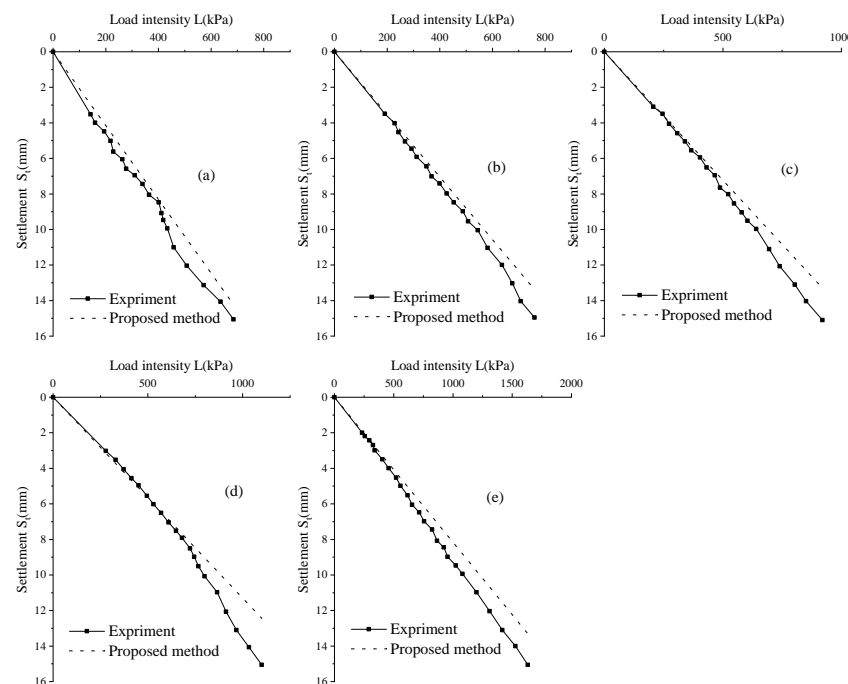 Load intensity L(kPa)
0 200 400 600 800
0
2
4
6
8
10
12
14
16
Settlement St(mm)
(a)
Expriment
Proposed method
Load intensity L(kPa)
0 200 400 600 800
0
2
4
6
8
10
12
14
16
Settlement St(mm)
(b)
Expriment
Proposed method
Load intensity L(kPa)
0 500 1000
0
2
4
6
8
10
12
14
16
Settlement St(mm)
(c)
Expriment
Proposed method
Load intensity L(kPa)
0 500 1000
0
2
4
6
8
10
12
14
16
Settlement St(mm)
(d)
Expriment
Proposed method
Load intensity L(kPa)
0 500 1000 1500 2000
0
2
4
6
8
10
12
14
16
Settlement St(mm)
(e)
Expriment
Proposed method